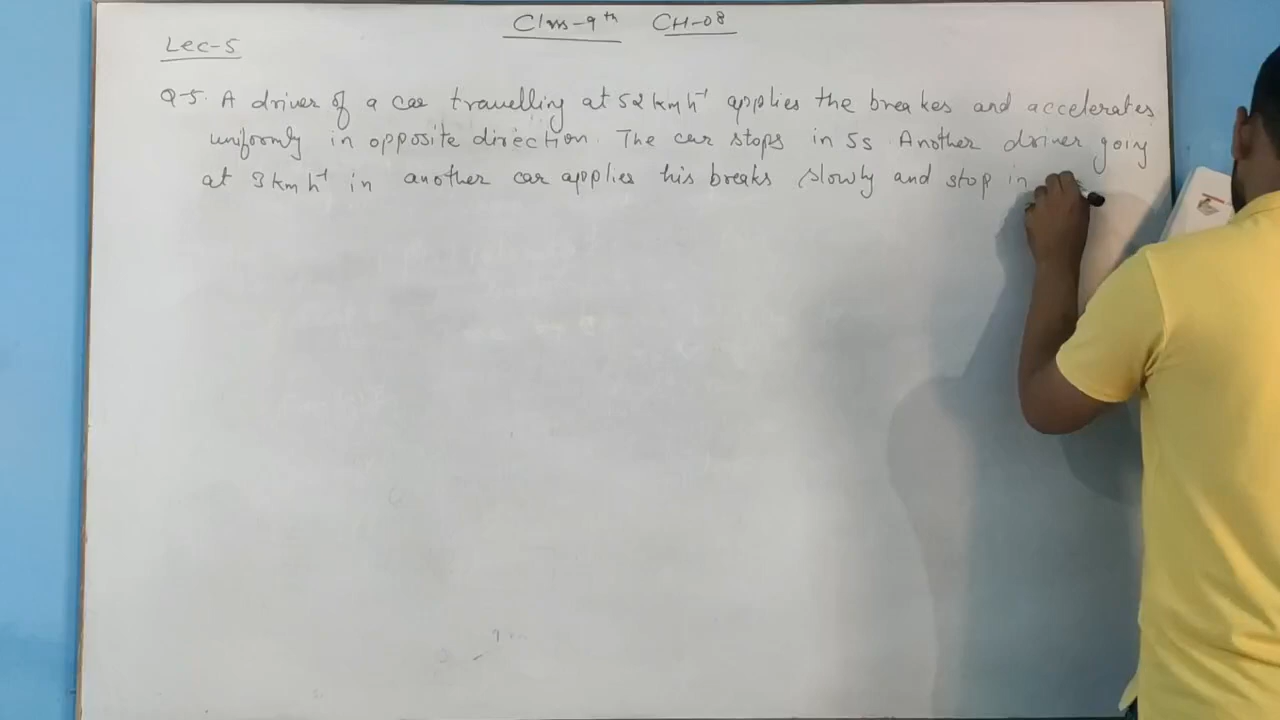 Class-9th CH-08
Lec-5
Q-5. A driver of a car travelling at 52 km h⁻¹ applies the breakes and accelerates
uniformly in opposite direction. The car stops in 5s. Another driver going
at 3 km h⁻¹ in another car applies his breaks slowly and stop in